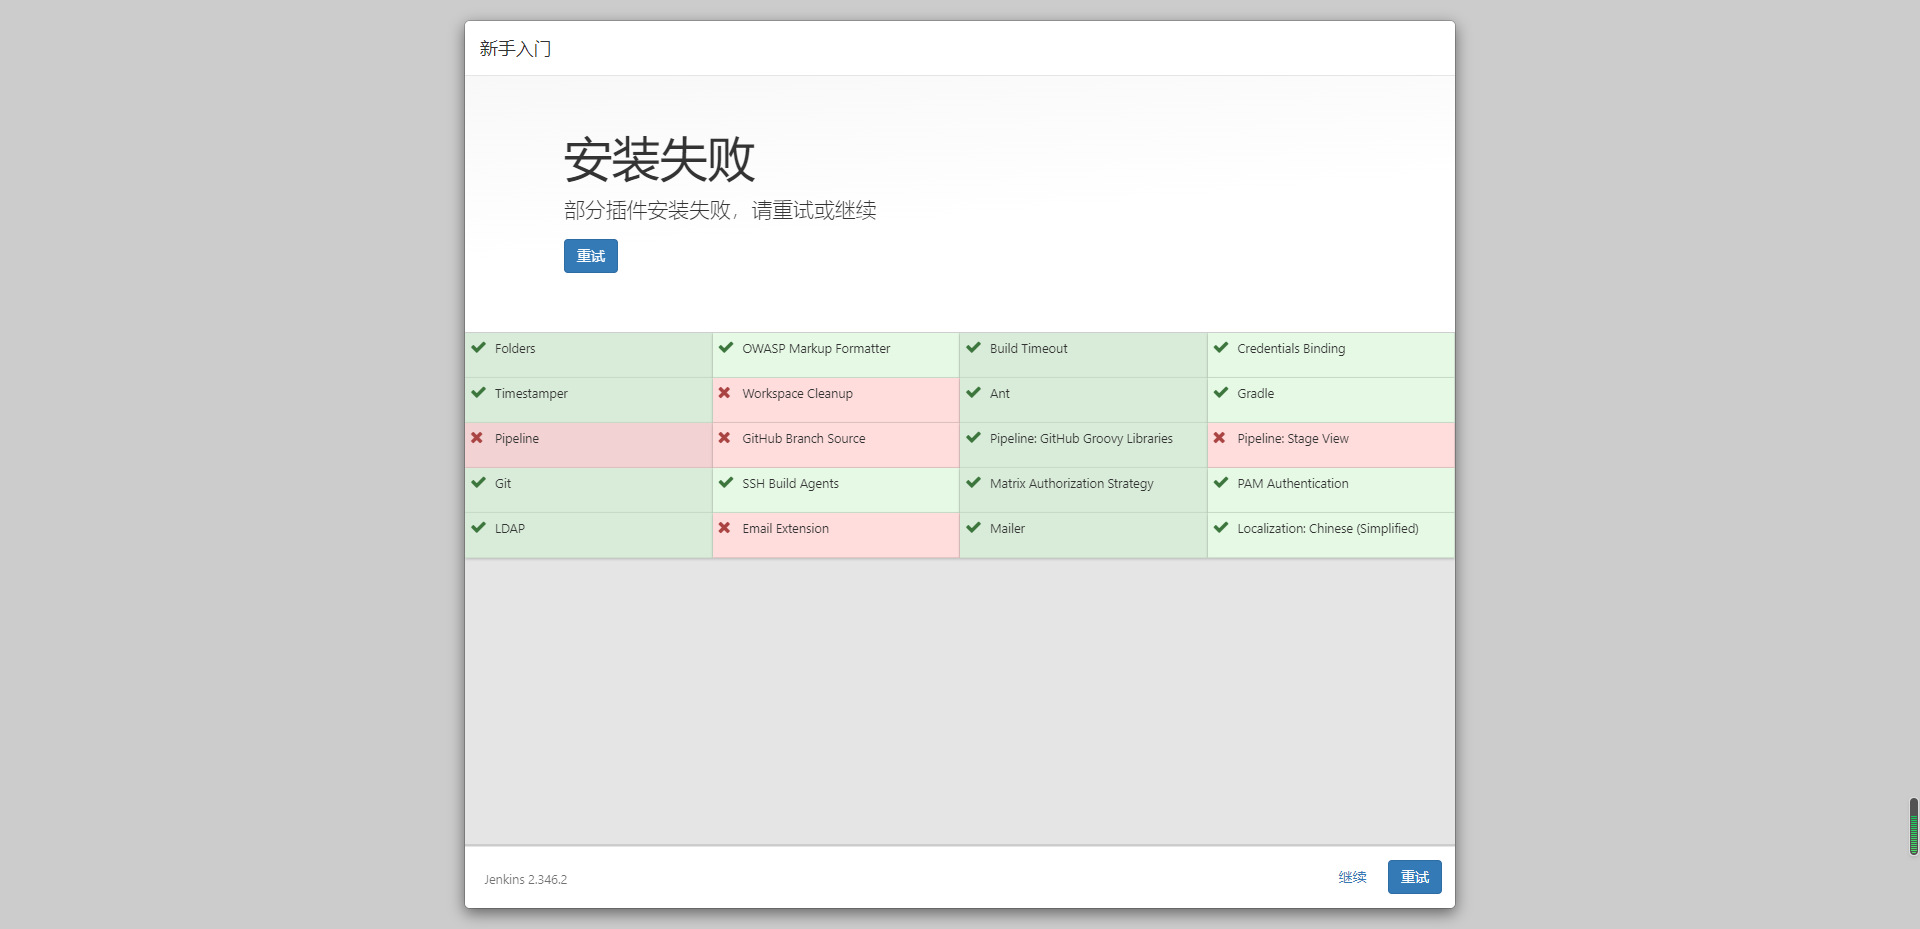 新手入门
安装失败
部分插件安装失败，请重试或继续
重试
Folders
OWASP Markup Formatter
Build Timeout
Credentials Binding
Timestamper
Workspace Cleanup
Ant
Gradle
Pipeline
GitHub Branch Source
Pipeline: GitHub Groovy Libraries
Pipeline: Stage View
Git
SSH Build Agents
Matrix Authorization Strategy
PAM Authentication
LDAP
Email Extension
Mailer
Localization: Chinese (Simplified)
Jenkins 2.346.2
继续
重试